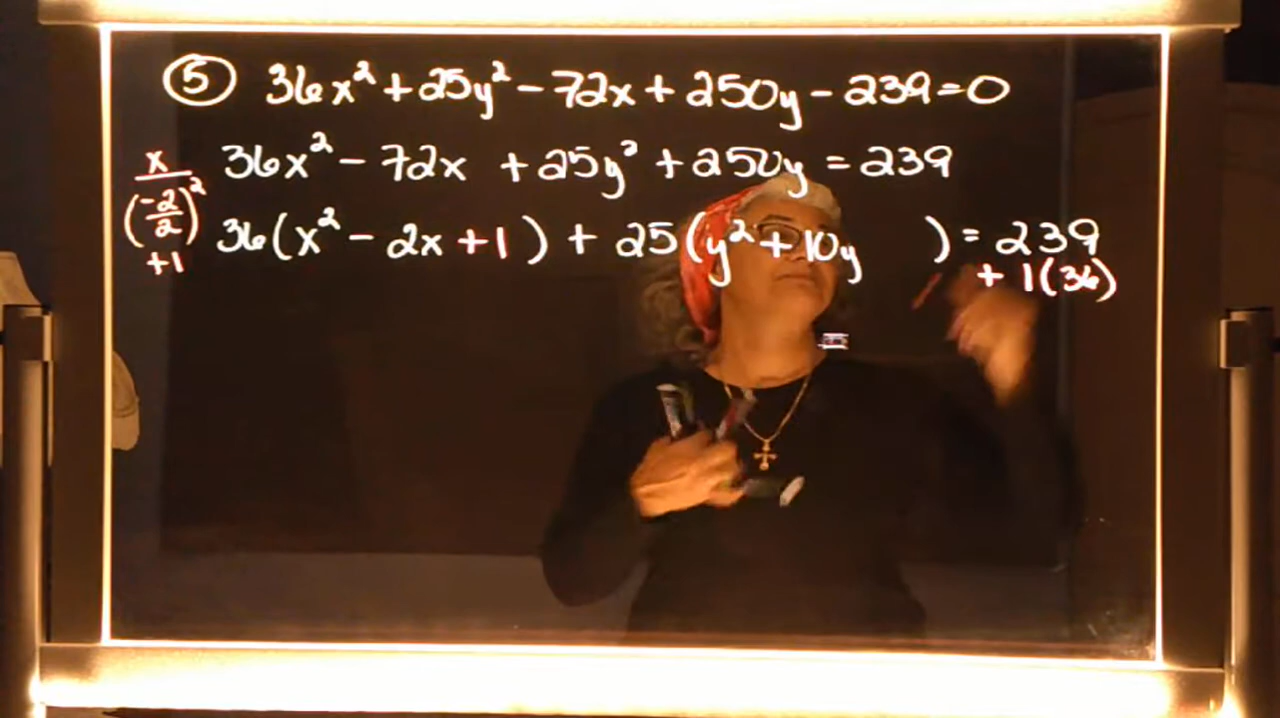 ⑤ 36x² + 25y² - 72x + 250y - 239 = 0
36x² - 72x + 25y² + 250y = 239
x
(-2/2)²
+1
36(x² - 2x + 1) + 25(y² + 10y ) = 239
+ 1(36)